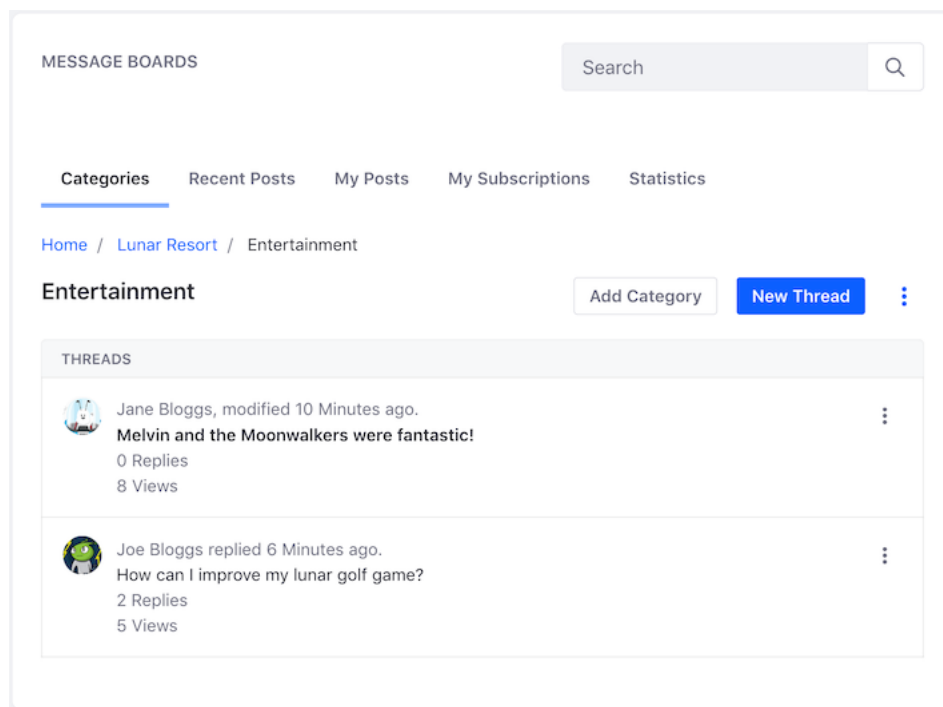 MESSAGE BOARDS
Search
Categories Recent Posts My Posts My Subscriptions Statistics
Home / Lunar Resort / Entertainment
Entertainment
Add Category New Thread
THREADS
Jane Bloggs, modified 10 Minutes ago.
Melvin and the Moonwalkers were fantastic!
0 Replies
8 Views
Joe Bloggs replied 6 Minutes ago.
How can I improve my lunar golf game?
2 Replies
5 Views